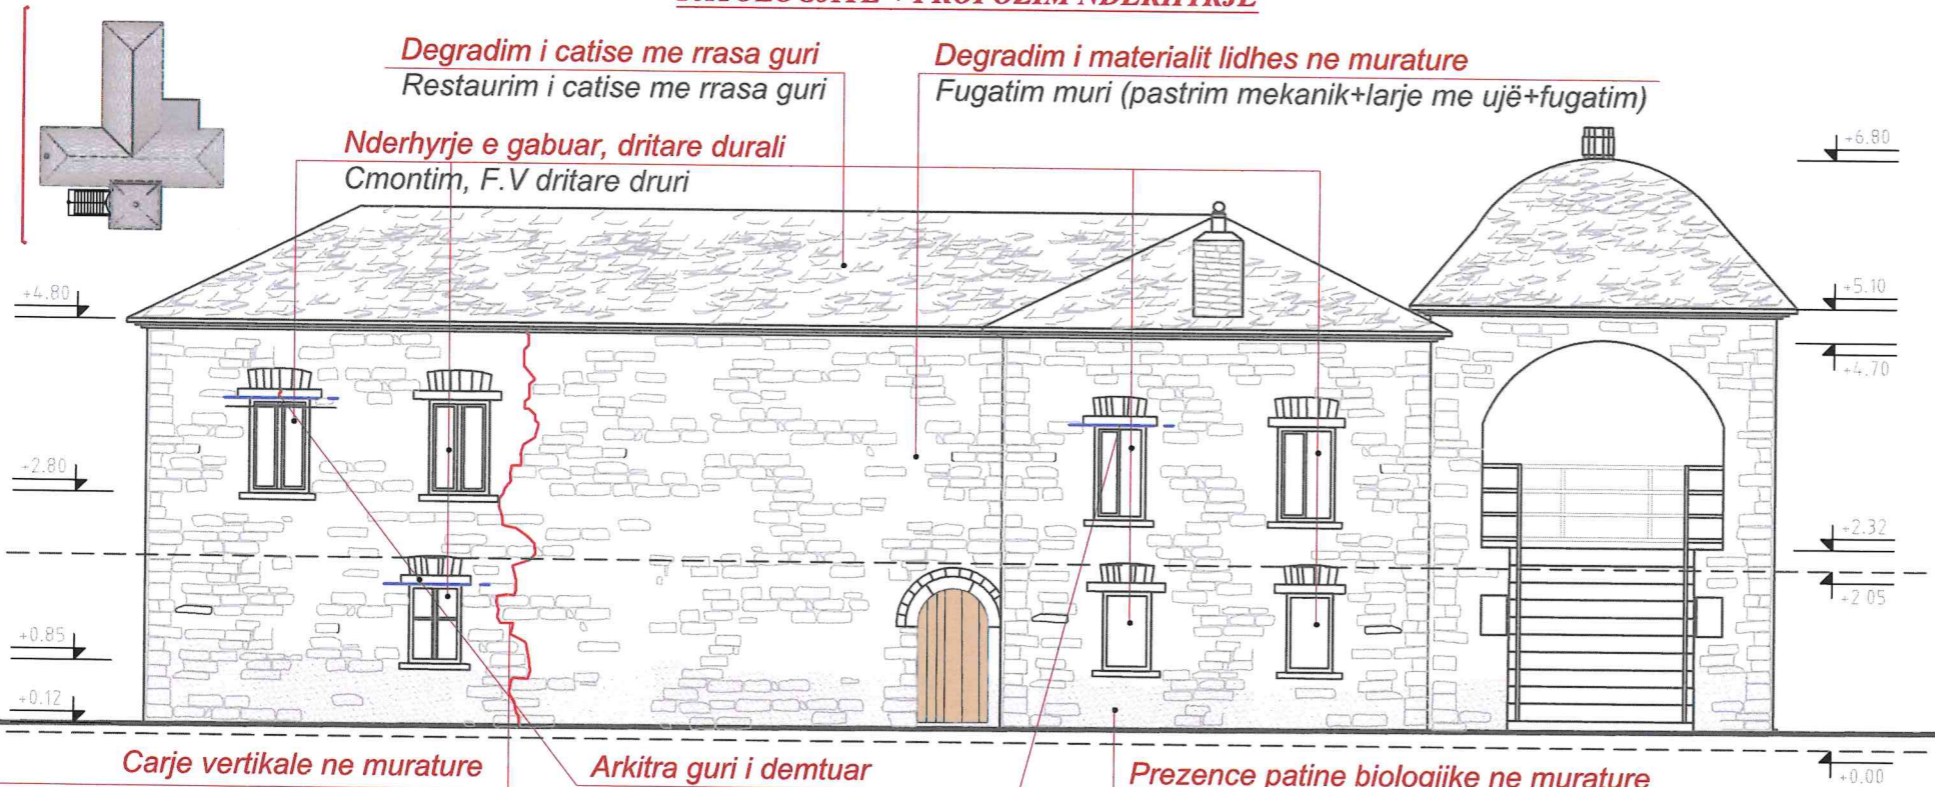 Degradim i catise me rrasa guri
Restaurim i catise me rrasa guri
Degradim i materialit lidhes ne murature
Fugatim muri (pastrim mekanik+larje me ujë+fugatim)
Nderhyrje e gabuar, dritare durali
Cmontim, F.V dritare druri
+6.80
+4.80
+5.10
+4.70
+2.80
+2.32
+2.05
+0.85
+0.12
Carje vertikale ne murature
Arkitra guri i demtuar
Prezence patine biologjike ne murature
+0.00